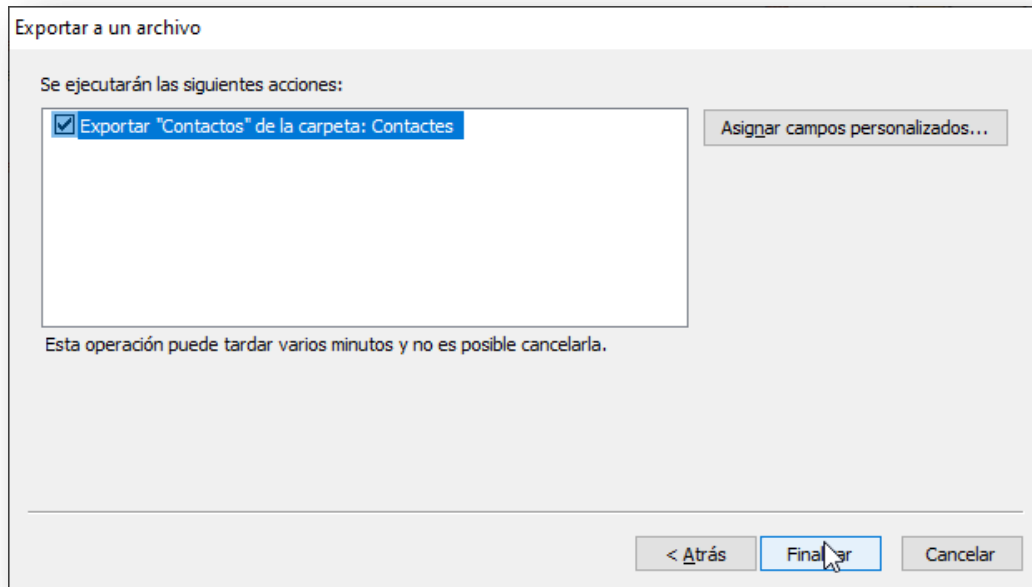 Exportar a un archivo
Se ejecutarán las siguientes acciones:
Exportar "Contactos" de la carpeta: Contactes
Asignar campos personalizados...
Esta operación puede tardar varios minutos y no es posible cancelarla.
< Atrás
Finalizar
Cancelar